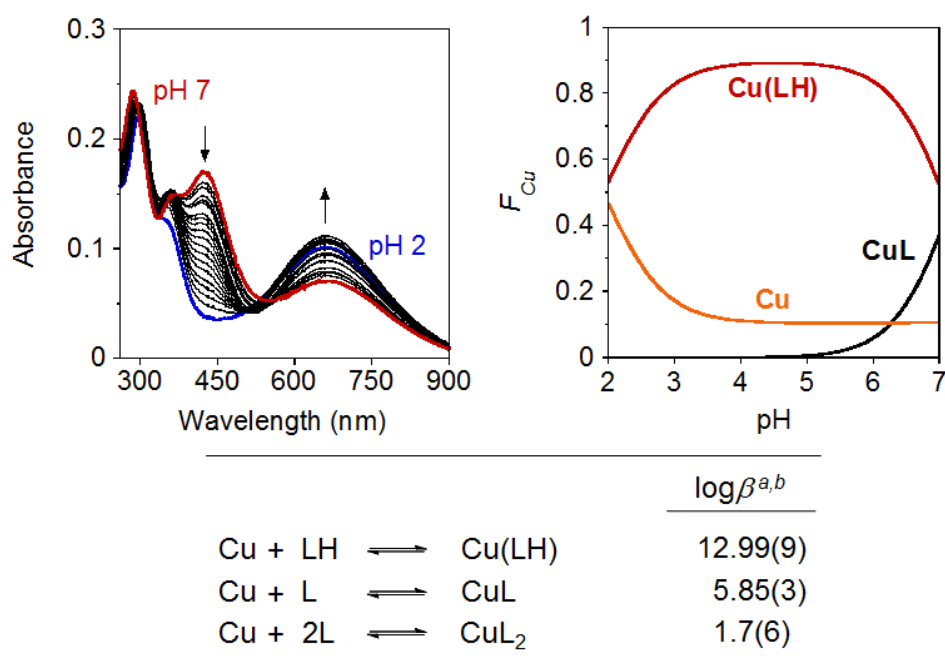 0.3
0.2
0.1
0
Absorbance
pH 7
pH 2
300 450 600 750 900
Wavelength (nm)
1
0.8
0.6
0.4
0.2
0
F_Cu
Cu(LH)
CuL
Cu
2 3 4 5 6 7
pH
logβ^a,b
Cu + LH ⇌ Cu(LH) 12.99(9)
Cu + L ⇌ CuL 5.85(3)
Cu + 2L ⇌ CuL₂ 1.7(6)